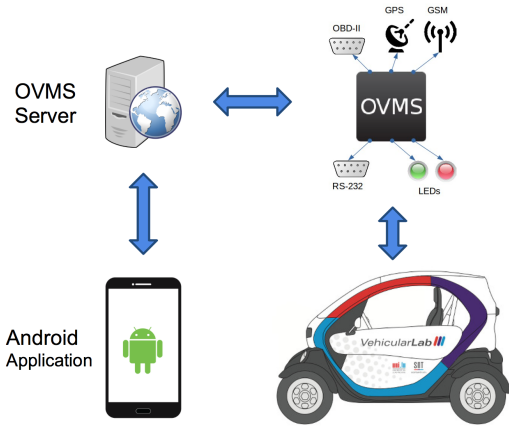 GPS
GSM
OBD-II
OVMS
Server
OVMS
RS-232
LEDs
Android
Application
VehicularLab